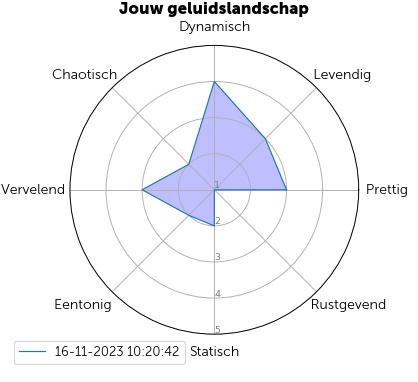 Jouw geluidslandschap
Dynamisch
Chaotisch
Levendig
Vervelend
1
Prettig
2
3
Eentonig
4
Rustgevend
5
16-11-2023 10:20:42
Statisch